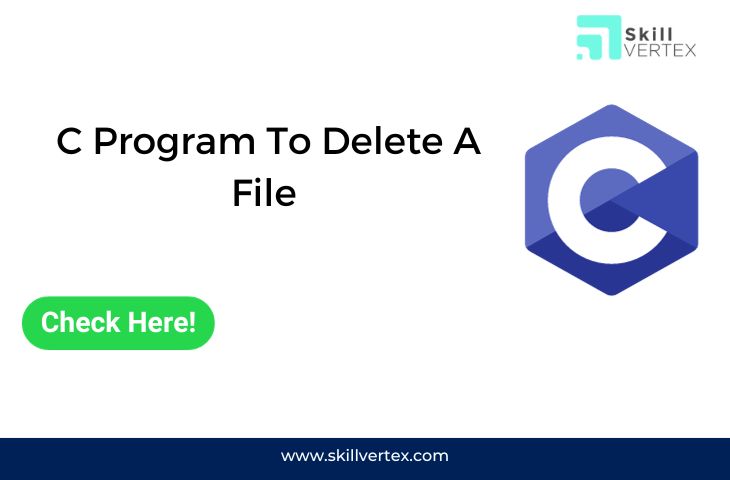 Skill
VERTEX
C Program To Delete A
File
Check Here!
www.skillvertex.com